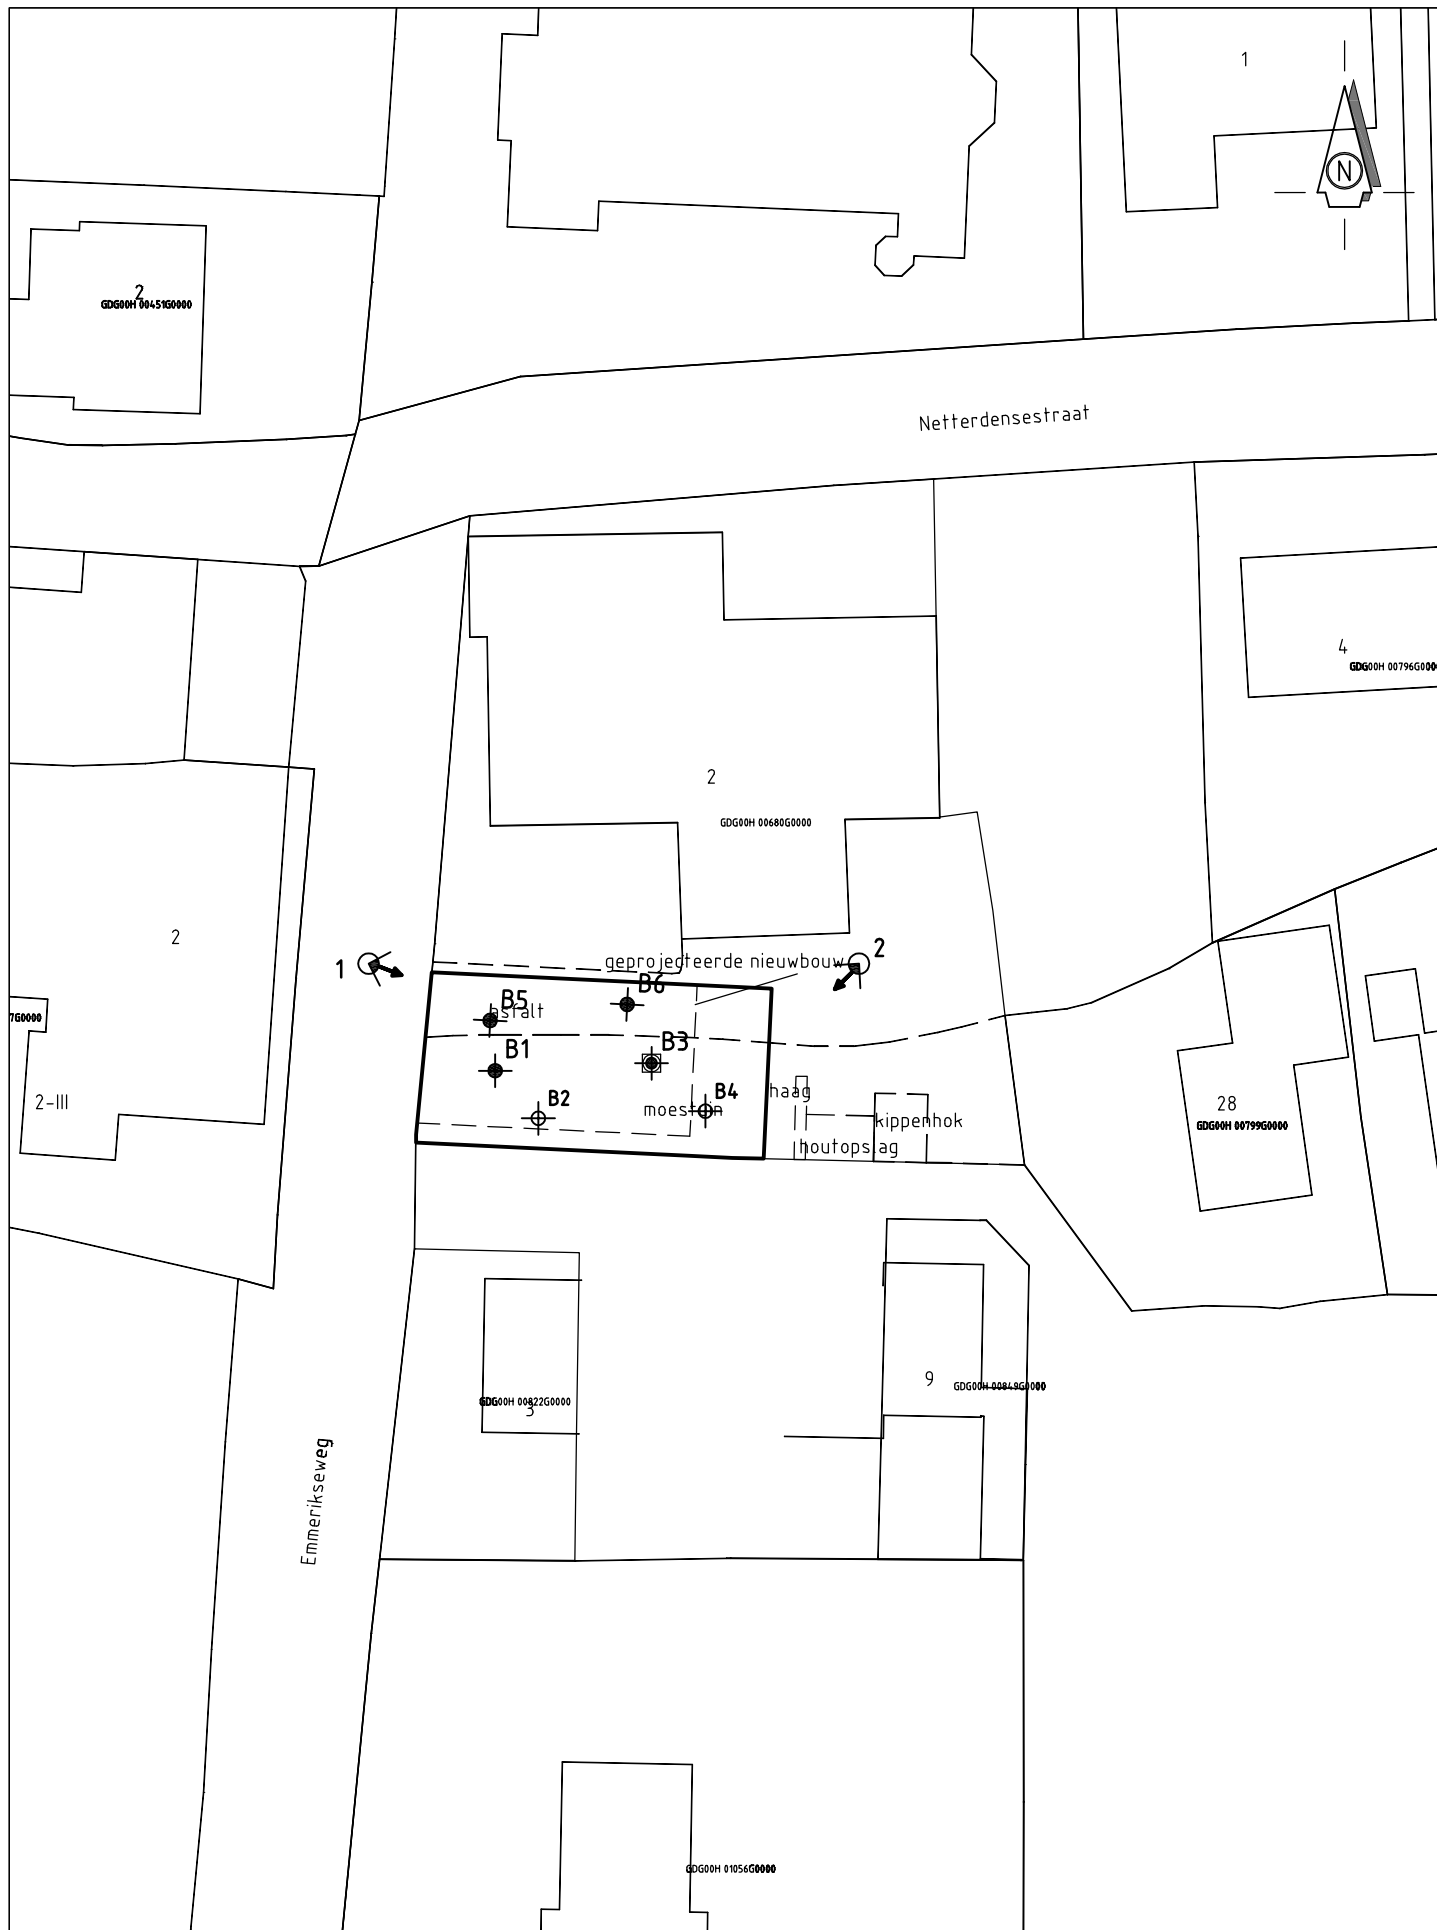 1
N
2
GDG00H 00451G0000
Netterdensestraat
4
GDG00H 00796G000
2
GDG00H 00680G0000
2
1
geprojecteerde nieuwbouw
2
B6
B5
asfalt
7G0000
B3
B1
haag
B4
B2
moestuin
2-III
kippenhok
28
GDG00H 00799G0000
houtopslag
9
GDG00H 00849G0000
GDG00H 00822G0000
3
Emmerikseweg
GDG00H 01056G0000